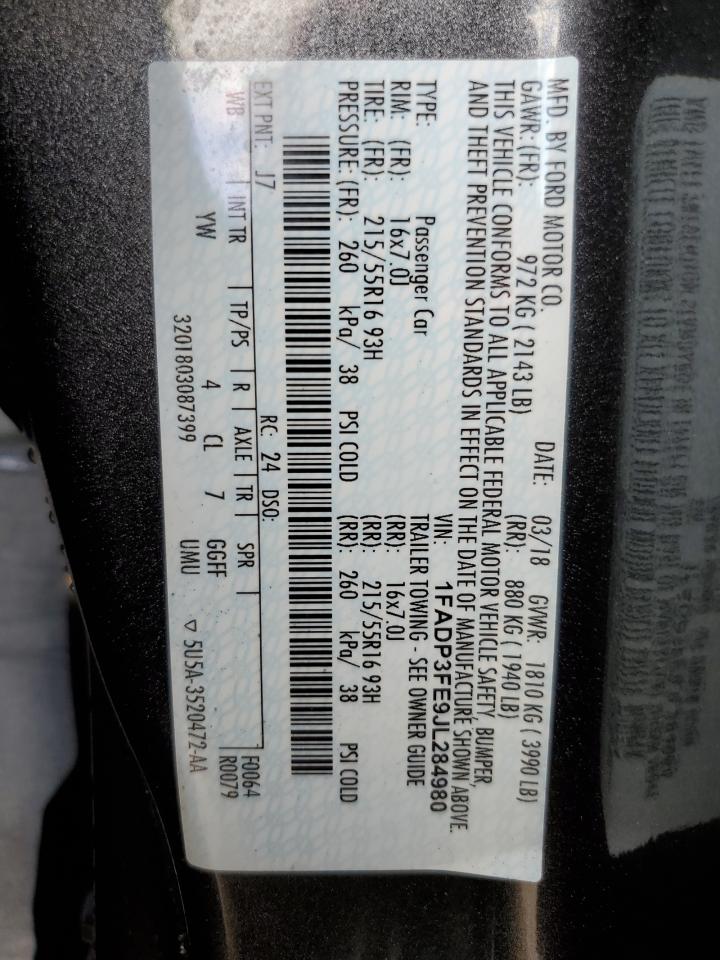 MFD. BY FORD MOTOR CO.
DATE: 03/18 GVWR: 1810 KG ( 3990 LB)
GAWR: (FR): 972 KG ( 2143 LB) (RR): 880 KG ( 1940 LB)
THIS VEHICLE CONFORMS TO ALL APPLICABLE FEDERAL MOTOR VEHICLE SAFETY, BUMPER,
AND THEFT PREVENTION STANDARDS IN EFFECT ON THE DATE OF MANUFACTURE SHOWN ABOVE.
VIN: 1FADP3FE9JL284980
TYPE: Passenger Car TRAILER TOWING - SEE OWNER GUIDE
RIM: (FR): 16x7.0J (RR): 16x7.0J
TIRE: (FR): 215/55R16 93H (RR): 215/55R16 93H
PRESSURE: (FR): 260 kPa/ 38 PSI COLD (RR): 260 kPa/ 38 PSI COLD
EXT PNT: J7 RC: 24 DSO: F0064
WB INT TR TP/PS R AXLE TR SPR R0079
YW 4 CL 7 GGFF
3201803087399 UMU ▽ 5U5A-3520472-AA